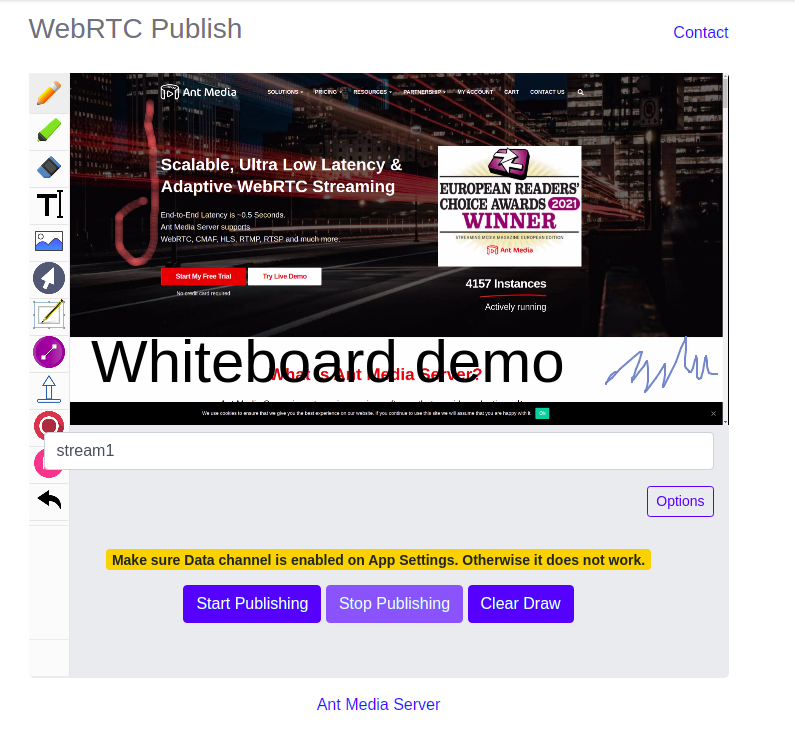 WebRTC Publish
Contact
Ant Media
SOLUTIONS PRICING RESOURCES PARTNERSHIP MY ACCOUNT CART CONTACT US
Scalable, Ultra Low Latency &
Adaptive WebRTC Streaming
End-to-End Latency is ~0.5 Seconds.
Ant Media Server supports
WebRTC, CMAF, HLS, RTMP, RTSP and much more.
Start My Free Trial Try Live Demo
No credit card required
EUROPEAN READERS'
CHOICE AWARDS 2021
WINNER
STREAMING MEDIA MAGAZINE EUROPEAN EDITION
Ant Media
4157 Instances
Actively running
T
Whiteboard demo
What is Ant Media Server?
We use cookies to ensure that we give you the best experience on our website. If you continue to use this site we will assume that you are happy with it. Ok
stream1
Options
Make sure Data channel is enabled on App Settings. Otherwise it does not work.
Start Publishing Stop Publishing Clear Draw
Ant Media Server